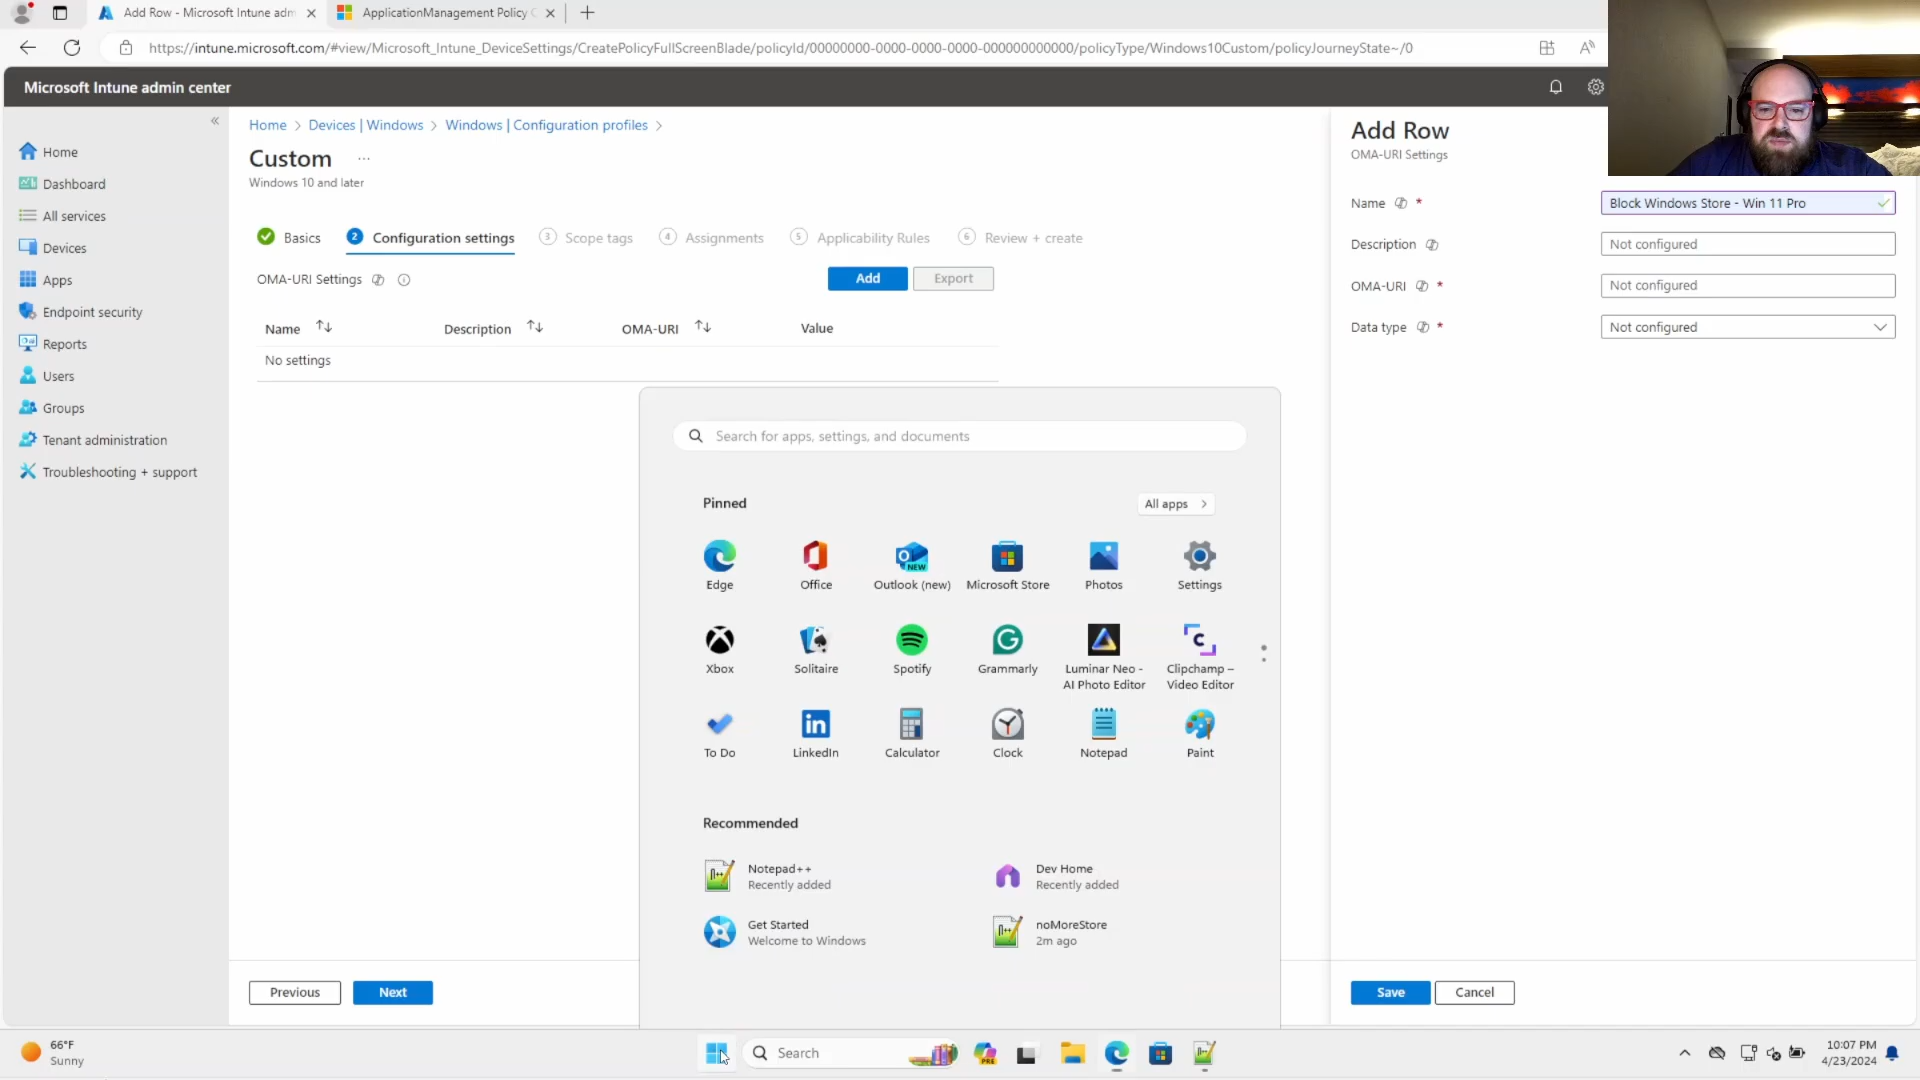 Add Row - Microsoft Intune adm
ApplicationManagement Policy C
https://intune.microsoft.com/#view/Microsoft_Intune_DeviceSettings/CreatePolicyFullScreenBlade/policyId/00000000-0000-0000-0000-000000000000/policyType/Windows10Custom/policyJourneyState~/0
Microsoft Intune admin center
Home
Dashboard
All services
Devices
Apps
Endpoint security
Reports
Users
Groups
Tenant administration
Troubleshooting + support
Home > Devices | Windows > Windows | Configuration profiles >
Custom ...
Windows 10 and later
Basics
2 Configuration settings
3 Scope tags
4 Assignments
5 Applicability Rules
6 Review + create
OMA-URI Settings
Add
Export
Name
Description
OMA-URI
Value
No settings
Previous
Next
Add Row
OMA-URI Settings
Name *
Block Windows Store - Win 11 Pro
Description
Not configured
OMA-URI *
Not configured
Data type *
Not configured
Save
Cancel
Search for apps, settings, and documents
Pinned
All apps >
Edge
Office
NEW
Outlook (new)
Microsoft Store
Photos
Settings
Xbox
Solitaire
Spotify
Grammarly
Luminar Neo -
AI Photo Editor
Clipchamp –
Video Editor
To Do
LinkedIn
Calculator
Clock
Notepad
Paint
Recommended
Notepad++
Recently added
Dev Home
Recently added
Get Started
Welcome to Windows
noMoreStore
2m ago
66°F
Sunny
Search
PRE
10:07 PM
4/23/2024